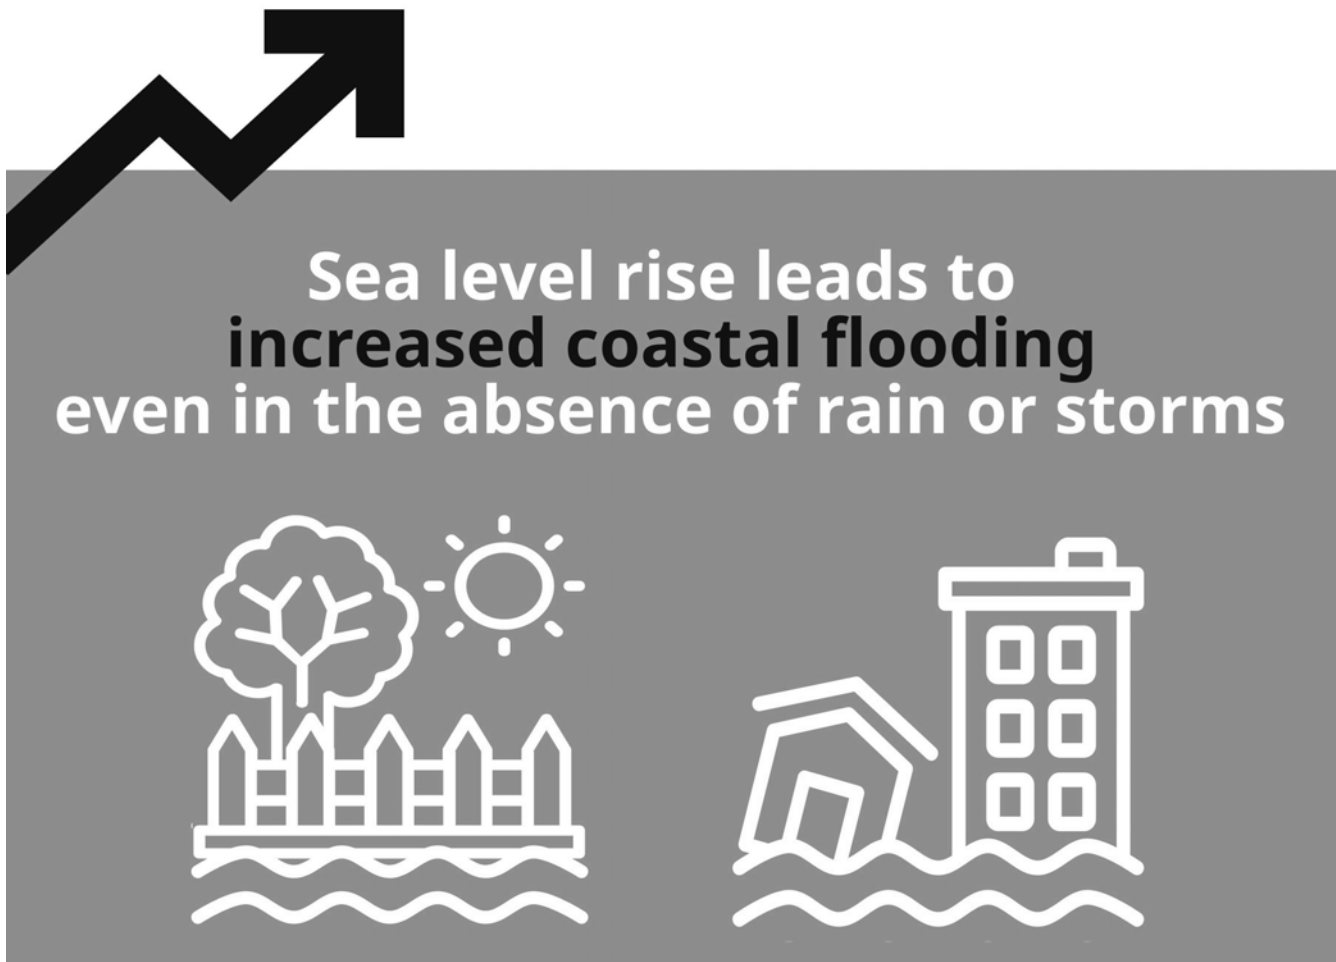 Sea level rise leads to
increased coastal flooding
even in the absence of rain or storms